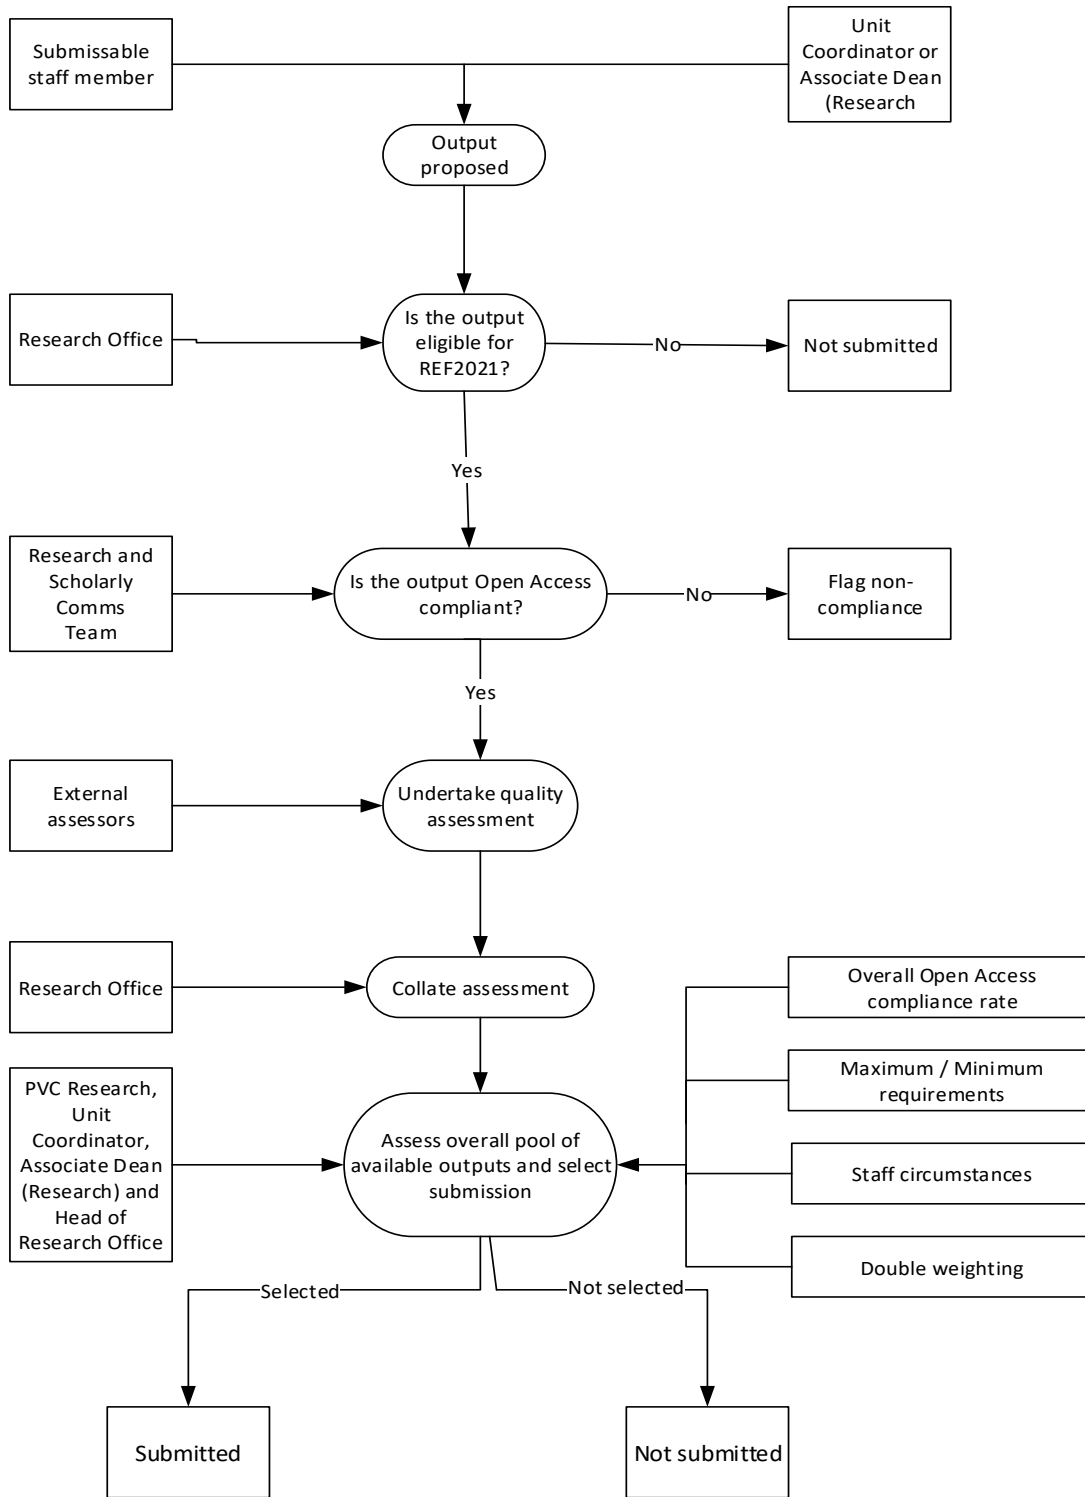 Submissable
staff member
Unit
Coordinator or
Associate Dean
(Research
Output
proposed
Research Office
Is the output
eligible for
REF2021?
No
Not submitted
Yes
Research and
Scholarly
Comms
Team
Is the output Open Access
compliant?
No
Flag non-
compliance
Yes
External
assessors
Undertake quality
assessment
Research Office
Collate assessment
Overall Open Access
compliance rate
Maximum / Minimum
requirements
PVC Research,
Unit
Coordinator,
Associate Dean
(Research) and
Head of
Research Office
Assess overall pool of
available outputs and select
submission
Staff circumstances
Double weighting
Selected
Not selected
Submitted
Not submitted